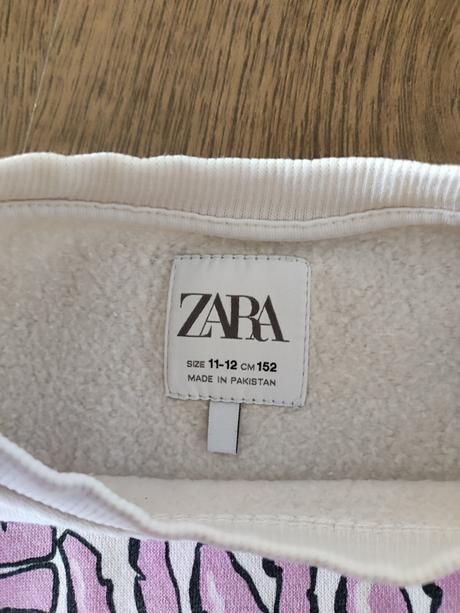 ZARA
SIZE 11-12 CM 152
MADE IN PAKISTAN